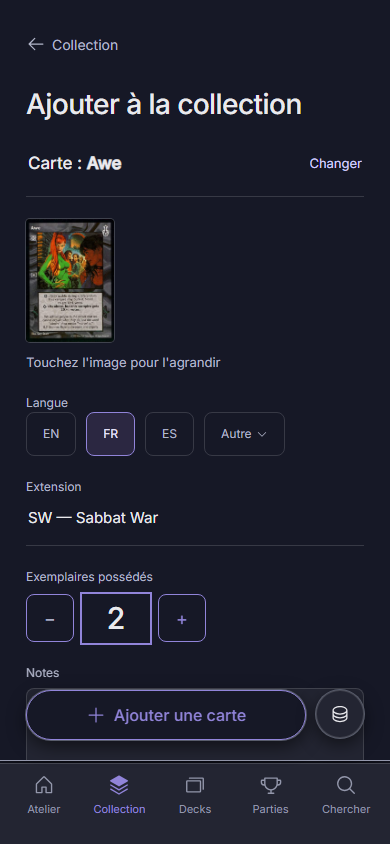 Collection
Ajouter à la collection
Carte : Awe
Changer
Awe
Touchez l'image pour l'agrandir
Langue
EN
FR
ES
Autre
Extension
SW — Sabbat War
Exemplaires possédés
−
2
+
Notes
Ajouter une carte
Atelier
Collection
Decks
Parties
Chercher